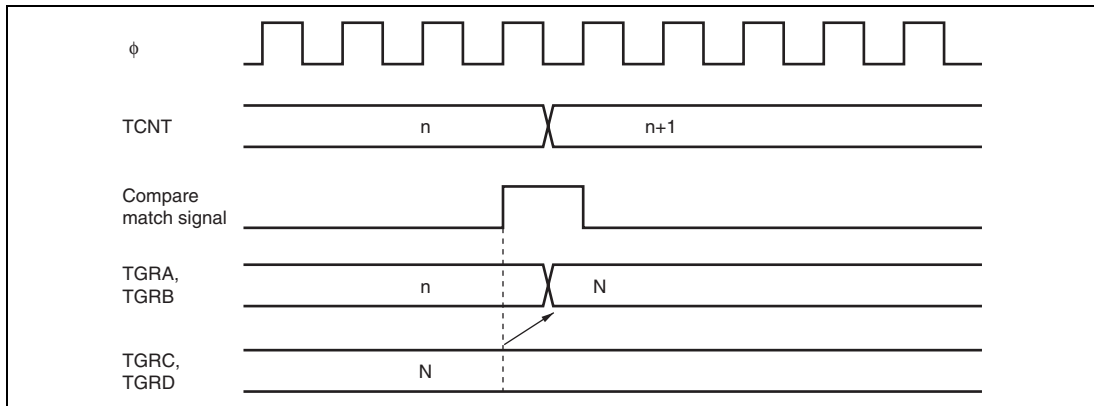 ϕ
TCNT
n
n+1
Compare
match signal
TGRA,
TGRB
n
N
TGRC,
TGRD
N